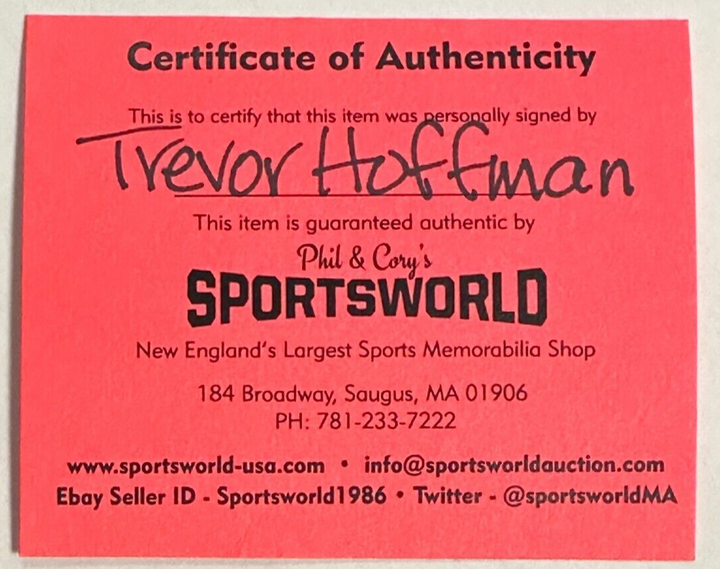 Certificate of Authenticity
This is to certify that this item was personally signed by
Trevor Hoffman
This item is guaranteed authentic by
Phil & Cory's
SPORTSWORLD
New England's Largest Sports Memorabilia Shop
184 Broadway, Saugus, MA 01906
PH: 781-233-7222
www.sportsworld-usa.com • info@sportsworldauction.com
Ebay Seller ID - Sportsworld1986 • Twitter - @sportsworldMA